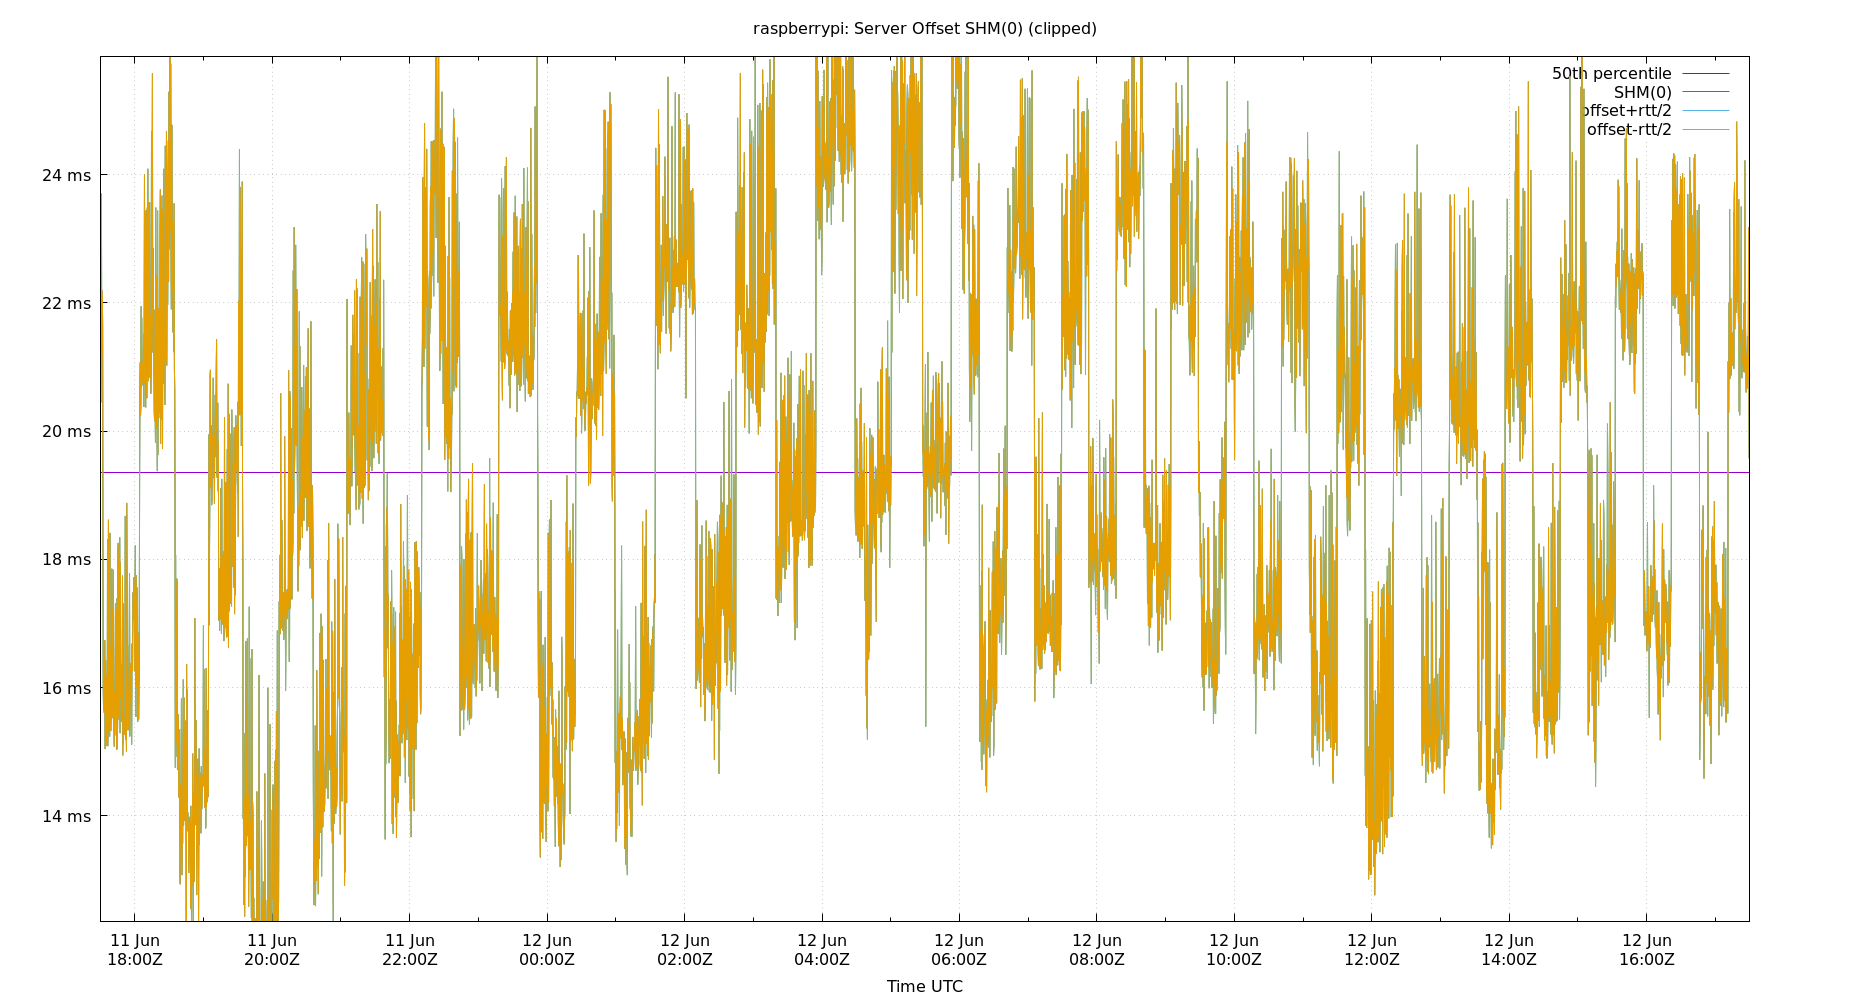 raspberrypi: Server Offset SHM(0) (clipped)
50th percentile
SHM(0)
offset+rtt/2
offset-rtt/2
24 ms
22 ms
20 ms
18 ms
16 ms
14 ms
11 Jun 11 Jun 11 Jun 12 Jun 12 Jun 12 Jun 12 Jun 12 Jun 12 Jun 12 Jun 12 Jun 12 Jun
18:00Z 20:00Z 22:00Z 00:00Z 02:00Z 04:00Z 06:00Z 08:00Z 10:00Z 12:00Z 14:00Z 16:00Z
Time UTC